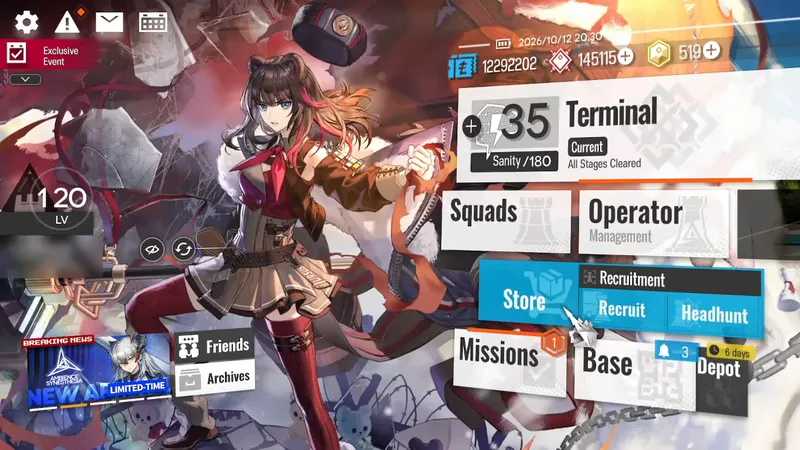 Exclusive
Event
2026/10/12 20:30
12292202
145115
519
35
Sanity /180
Terminal
Current
All Stages Cleared
120
LV
Squads
Operator
Management
Recruitment
Store
Recruit
Headhunt
Missions
1
Base
3
6 days
Depot
Friends
Archives
BREAKING NEWS
AMBIENCE
SYNESTHESIA
LIMITED-TIME